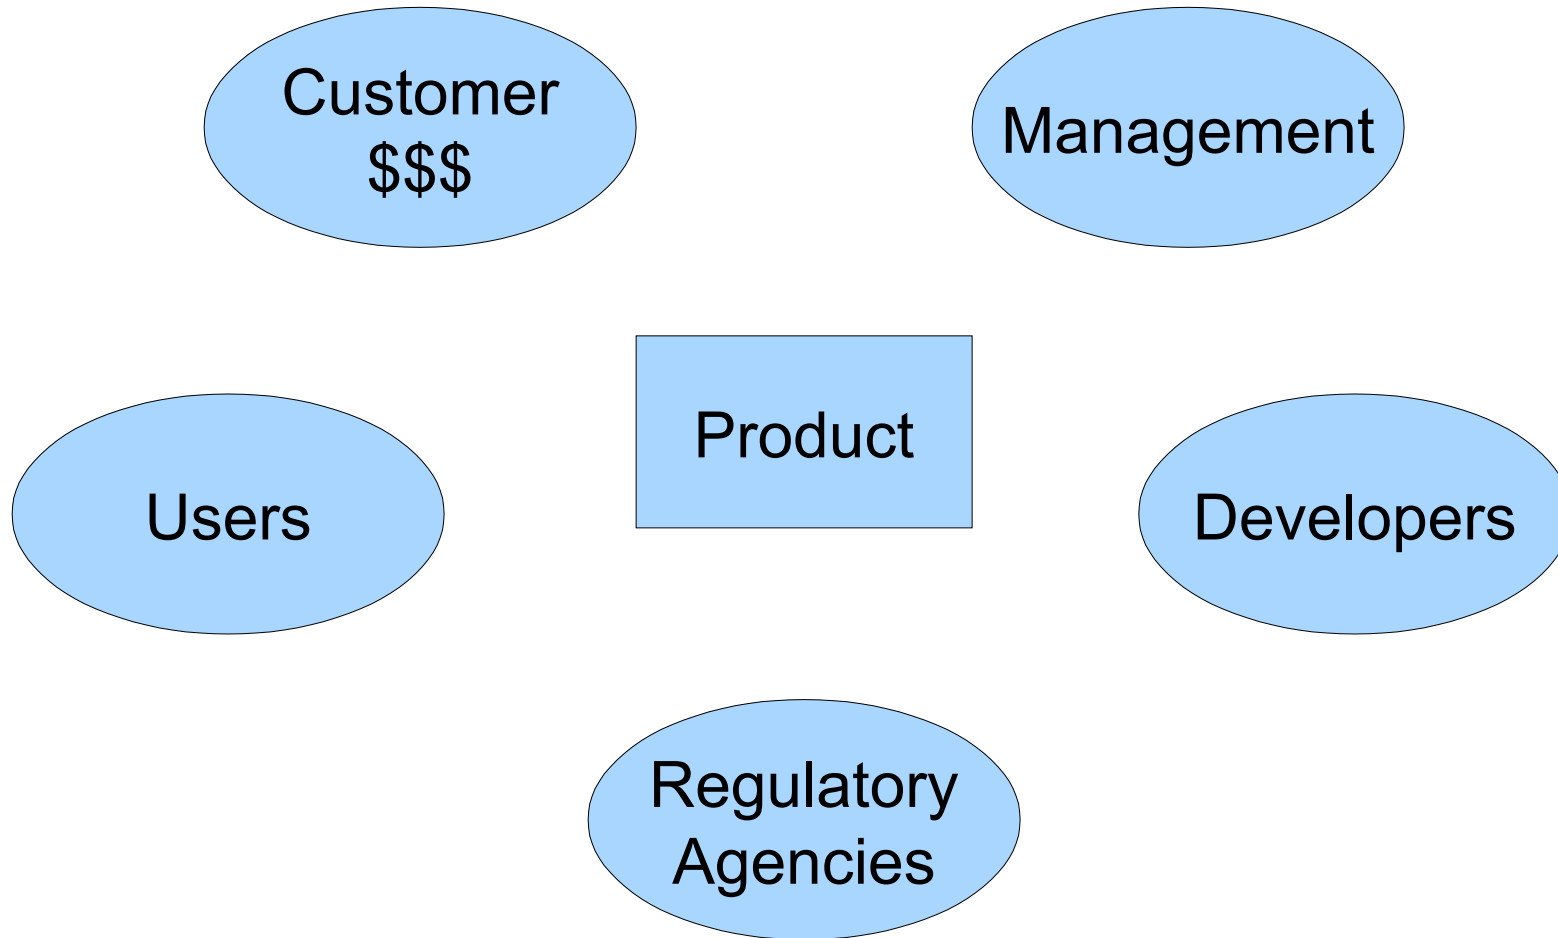 Customer
$$$
Management
Product
Users
Developers
Regulatory
Agencies